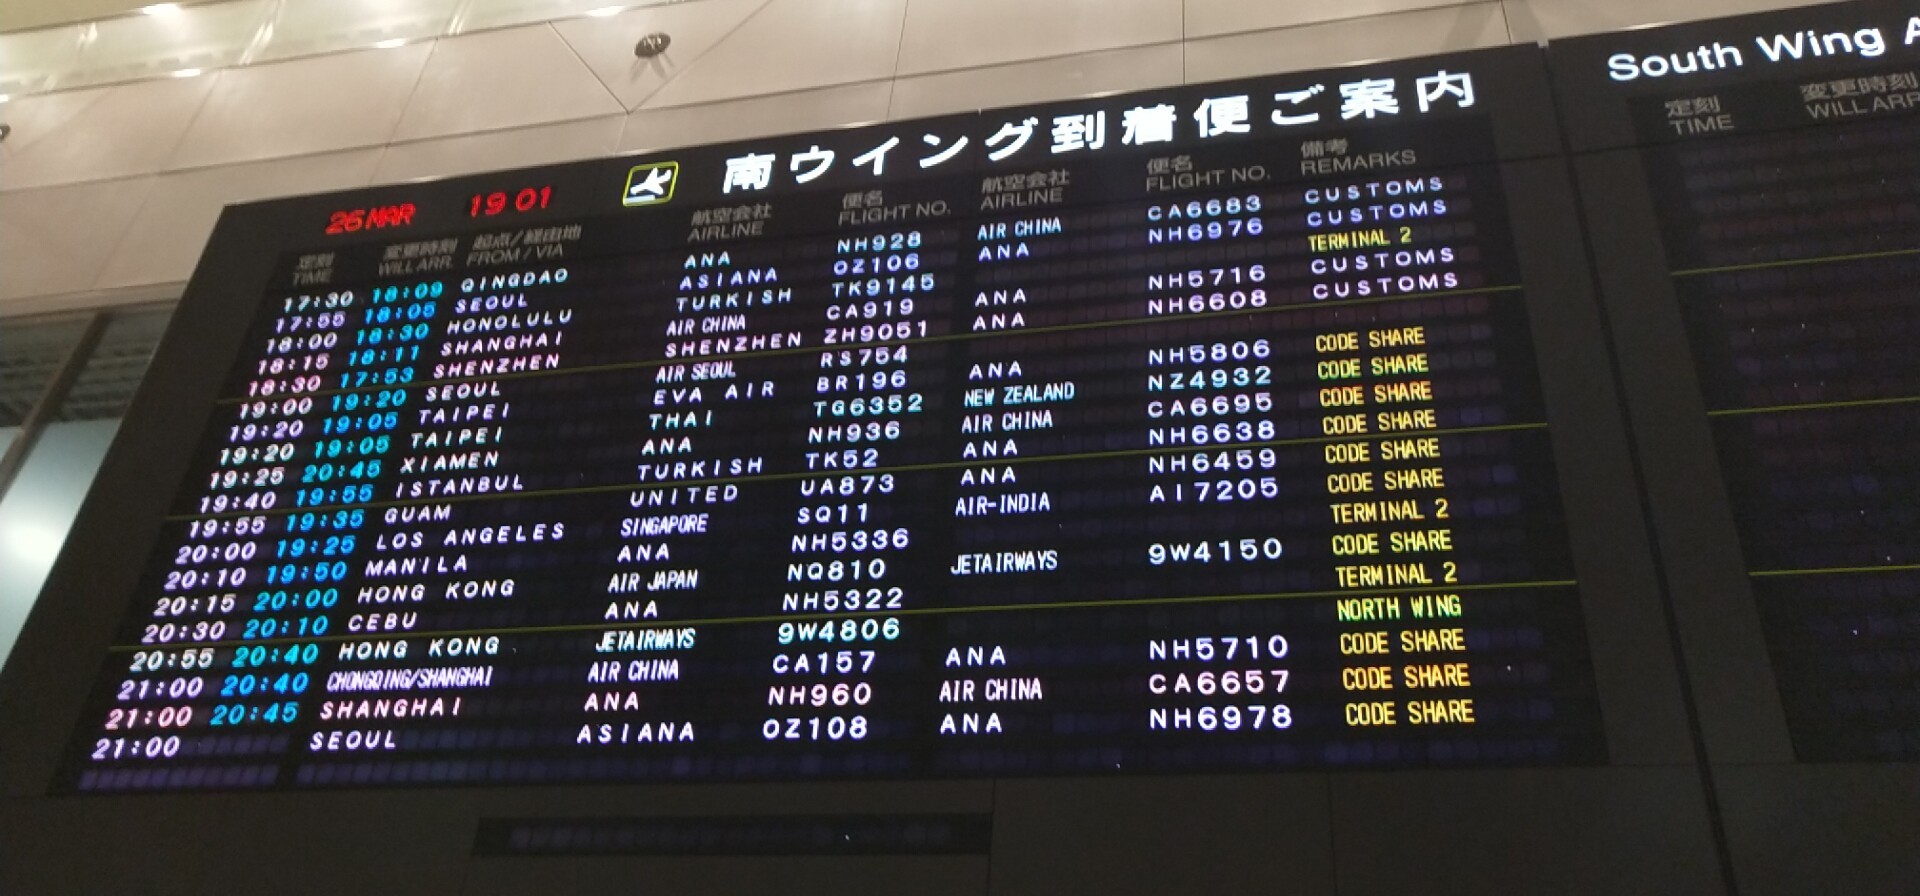 南ウイング到着便ご案内
26 MAR 19 01
定刻 変更時刻 起点/経由地 航空会社 便名 航空会社 便名 備考
TIME WILL ARR. FROM/VIA AIRLINE FLIGHT NO. AIRLINE FLIGHT NO. REMARKS
17:30 18:09 QINGDAO ANA NH928 AIR CHINA CA6683 CUSTOMS
17:55 18:05 SEOUL ASIANA OZ106 ANA NH6976 CUSTOMS
18:00 18:30 HONOLULU TURKISH TK9145 TERMINAL 2
18:15 18:11 SHANGHAI AIR CHINA CA919 ANA NH5716 CUSTOMS
18:30 17:53 SHENZHEN SHENZHEN ZH9051 ANA NH6608 CUSTOMS
19:00 19:20 SEOUL AIR SEOUL RS754
19:20 19:05 TAIPEI EVA AIR BR196 ANA NH5806 CODE SHARE
19:20 19:05 TAIPEI THAI TG6352 NEW ZEALAND NZ4932 CODE SHARE
19:25 20:45 XIAMEN ANA NH936 AIR CHINA CA6695 CODE SHARE
19:40 19:55 ISTANBUL TURKISH TK52 ANA NH6638 CODE SHARE
19:55 19:35 GUAM UNITED UA873 ANA NH6459 CODE SHARE
20:00 19:25 LOS ANGELES SINGAPORE SQ11 AIR-INDIA AI7205 CODE SHARE
20:10 19:50 MANILA ANA NH5336 TERMINAL 2
20:15 20:00 HONG KONG AIR JAPAN NQ810 JETAIRWAYS 9W4150 CODE SHARE
20:30 20:10 CEBU ANA NH5322 TERMINAL 2
20:55 20:40 HONG KONG JETAIRWAYS 9W4806 NORTH WING
21:00 20:40 CHONGQING/SHANGHAI AIR CHINA CA157 ANA NH5710 CODE SHARE
21:00 20:45 SHANGHAI ANA NH960 AIR CHINA CA6657 CODE SHARE
21:00 SEOUL ASIANA OZ108 ANA NH6978 CODE SHARE
South Wing A
定刻 変更時刻
TIME WILL ARR